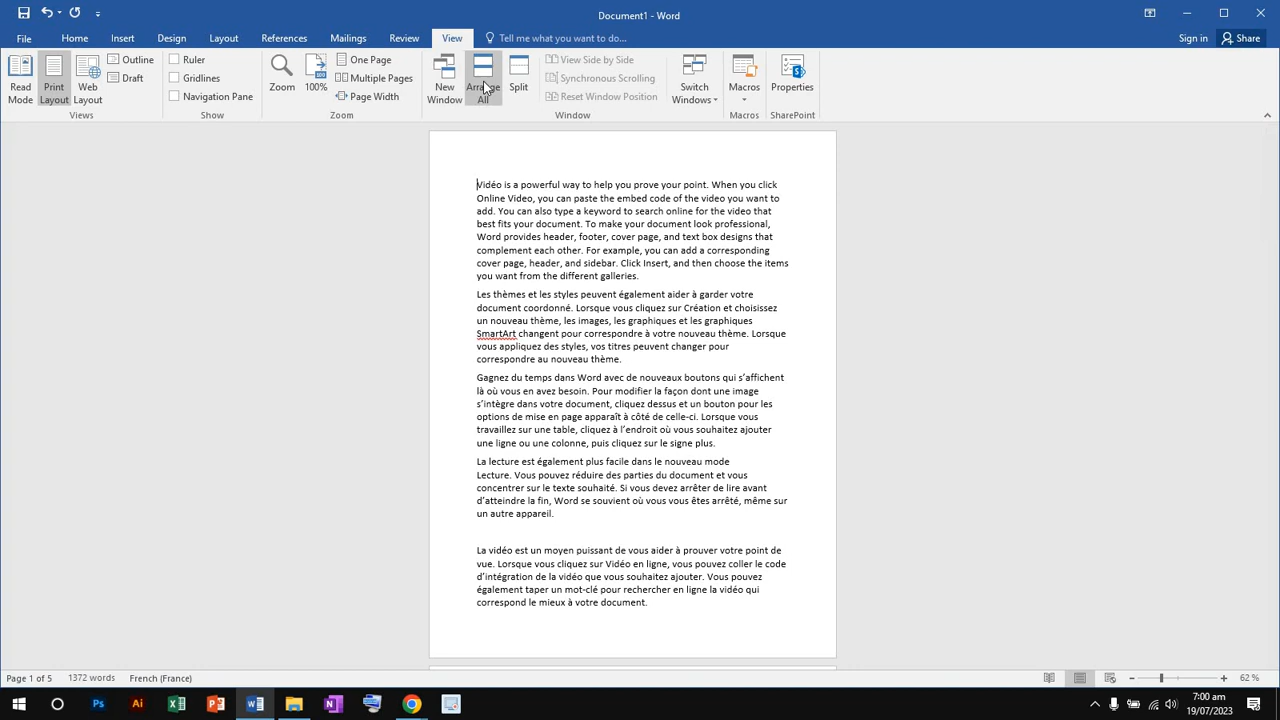 Document1 - Word
File Home Insert Design Layout References Mailings Review View Tell me what you want to do... Sign in Share
Read Mode
Print Layout
Web Layout
Outline
Draft
Views
Ruler
Gridlines
Navigation Pane
Show
Zoom
100%
One Page
Multiple Pages
Page Width
Zoom
New Window
Arrange All
Split
View Side by Side
Synchronous Scrolling
Reset Window Position
Window
Switch Windows
Macros
Macros
Properties
SharePoint
Vidéo is a powerful way to help you prove your point. When you click
Online Video, you can paste the embed code of the video you want to
add. You can also type a keyword to search online for the video that
best fits your document. To make your document look professional,
Word provides header, footer, cover page, and text box designs that
complement each other. For example, you can add a corresponding
cover page, header, and sidebar. Click Insert, and then choose the items
you want from the different galleries.
Les thèmes et les styles peuvent également aider à garder votre
document coordonné. Lorsque vous cliquez sur Création et choisissez
un nouveau thème, les images, les graphiques et les graphiques
SmartArt changent pour correspondre à votre nouveau thème. Lorsque
vous appliquez des styles, vos titres peuvent changer pour
correspondre au nouveau thème.
Gagnez du temps dans Word avec de nouveaux boutons qui s’affichent
là où vous en avez besoin. Pour modifier la façon dont une image
s’intègre dans votre document, cliquez dessus et un bouton pour les
options de mise en page apparaît à côté de celle-ci. Lorsque vous
travaillez sur une table, cliquez à l’endroit où vous souhaitez ajouter
une ligne ou une colonne, puis cliquez sur le signe plus.
La lecture est également plus facile dans le nouveau mode
Lecture. Vous pouvez réduire des parties du document et vous
concentrer sur le texte souhaité. Si vous devez arrêter de lire avant
d’atteindre la fin, Word se souvient où vous vous êtes arrêté, même sur
un autre appareil.
La vidéo est un moyen puissant de vous aider à prouver votre point de
vue. Lorsque vous cliquez sur Vidéo en ligne, vous pouvez coller le code
d’intégration de la vidéo que vous souhaitez ajouter. Vous pouvez
également taper un mot-clé pour rechercher en ligne la vidéo qui
correspond le mieux à votre document.
Page 1 of 5 1372 words French (France) 62 %
7:00 am
19/07/2023